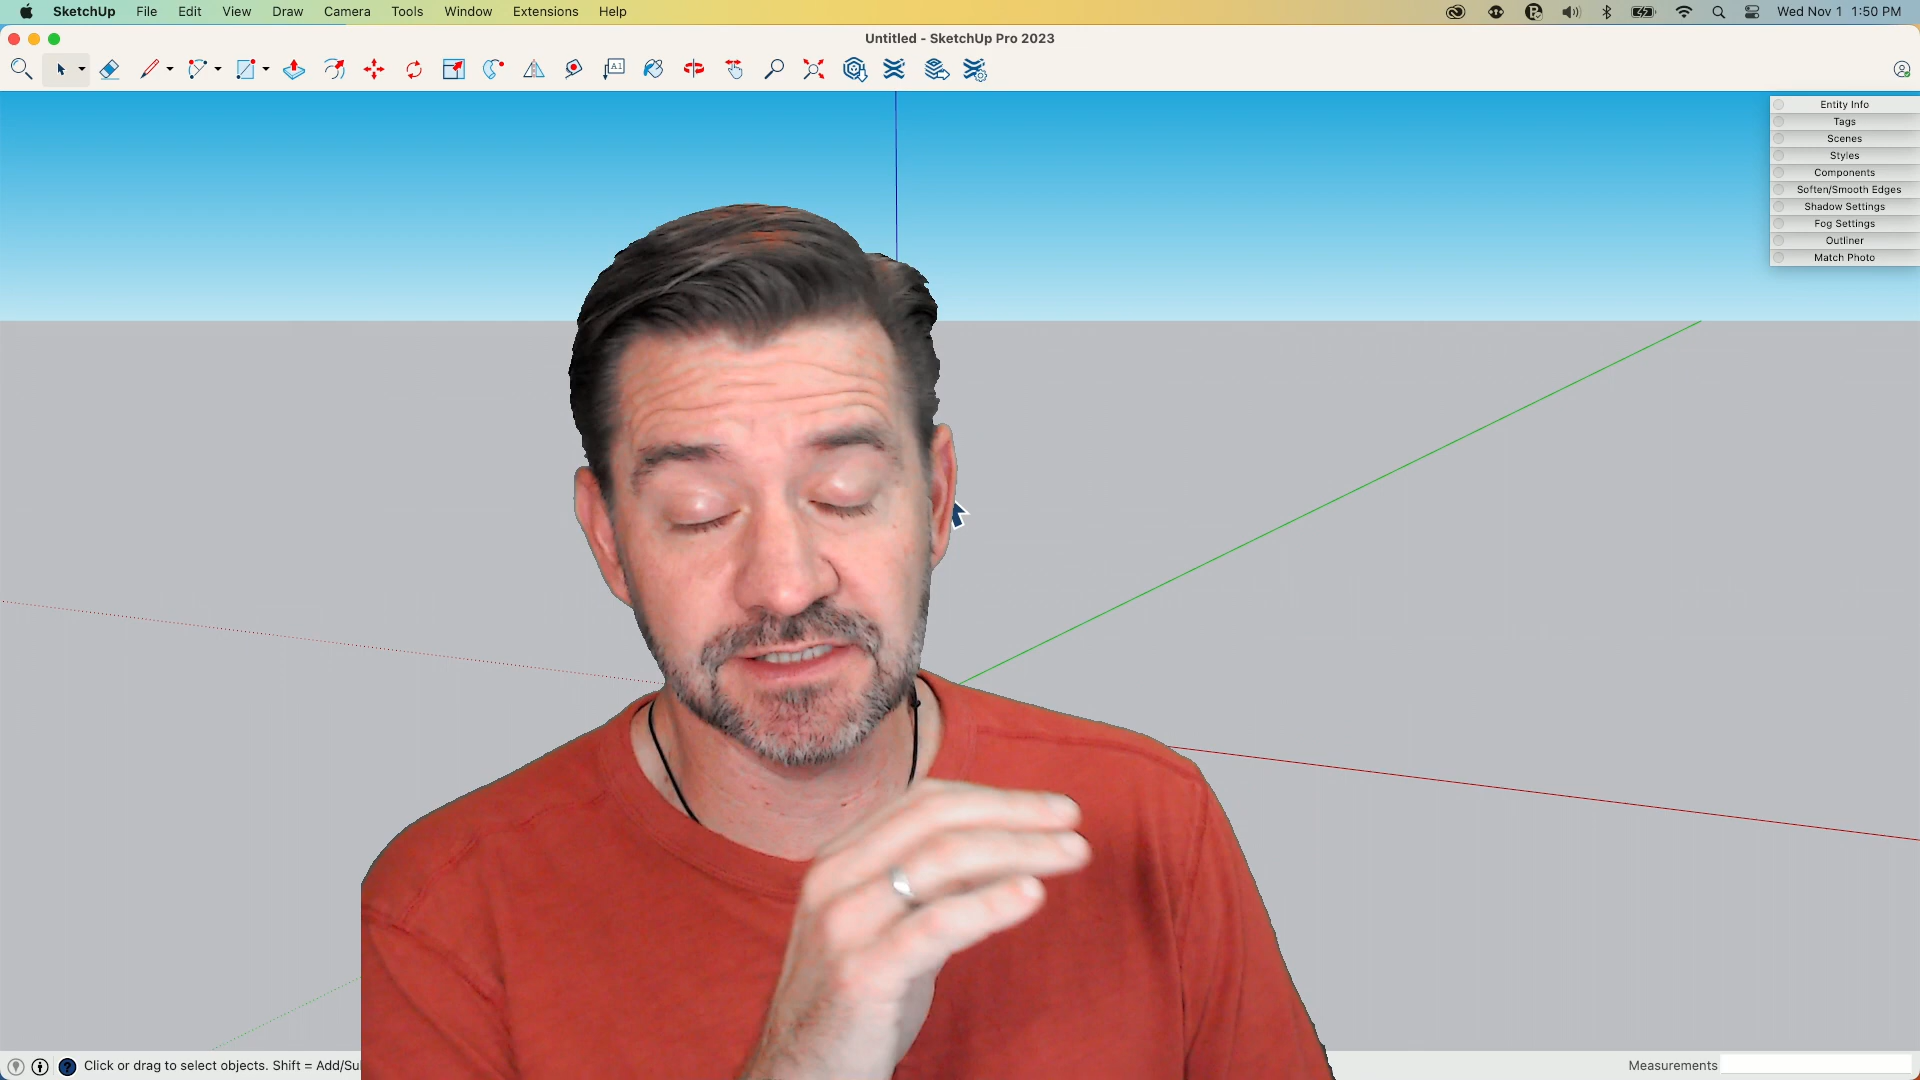 SketchUp File Edit View Draw Camera Tools Window Extensions Help Wed Nov 1 1:50 PM
Untitled - SketchUp Pro 2023
A1
Entity Info
Tags
Scenes
Styles
Components
Soften/Smooth Edges
Shadow Settings
Fog Settings
Outliner
Match Photo
Click or drag to select objects. Shift = Add/Su
Measurements